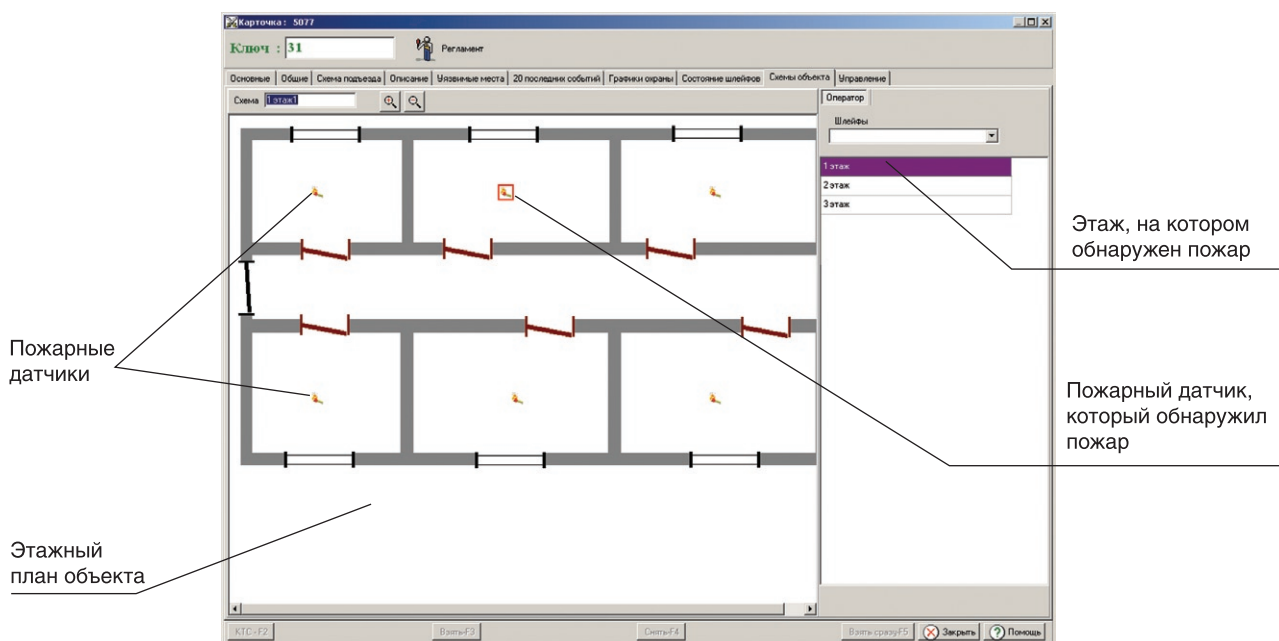 Карточка: 5077
Ключ : 31
Регламент
Основные Общие Схема подъезда Описание Уязвимые места 20 последних событий Графики охраны Состояние шлейфов Схемы объекта Управление
Схема 1 этаж1
Оператор
Шлейфы
1 этаж
2 этаж
3 этаж
Этаж, на котором
обнаружен пожар
Пожарные
датчики
Пожарный датчик,
который обнаружил
пожар
Этажный
план объекта
КТС - F2 Взять-F3 Снять-F4 Взять сразу F5 Закрыть Помощь